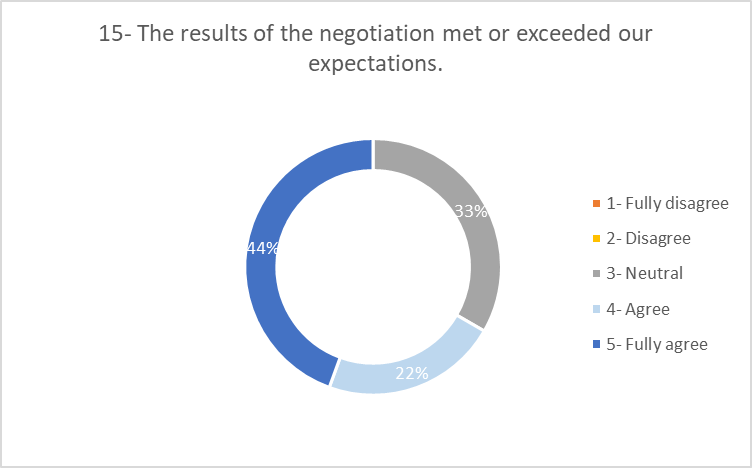 15- The results of the negotiation met or exceeded our
expectations.
33%
44%
22%
1- Fully disagree
2- Disagree
3- Neutral
4- Agree
5- Fully agree